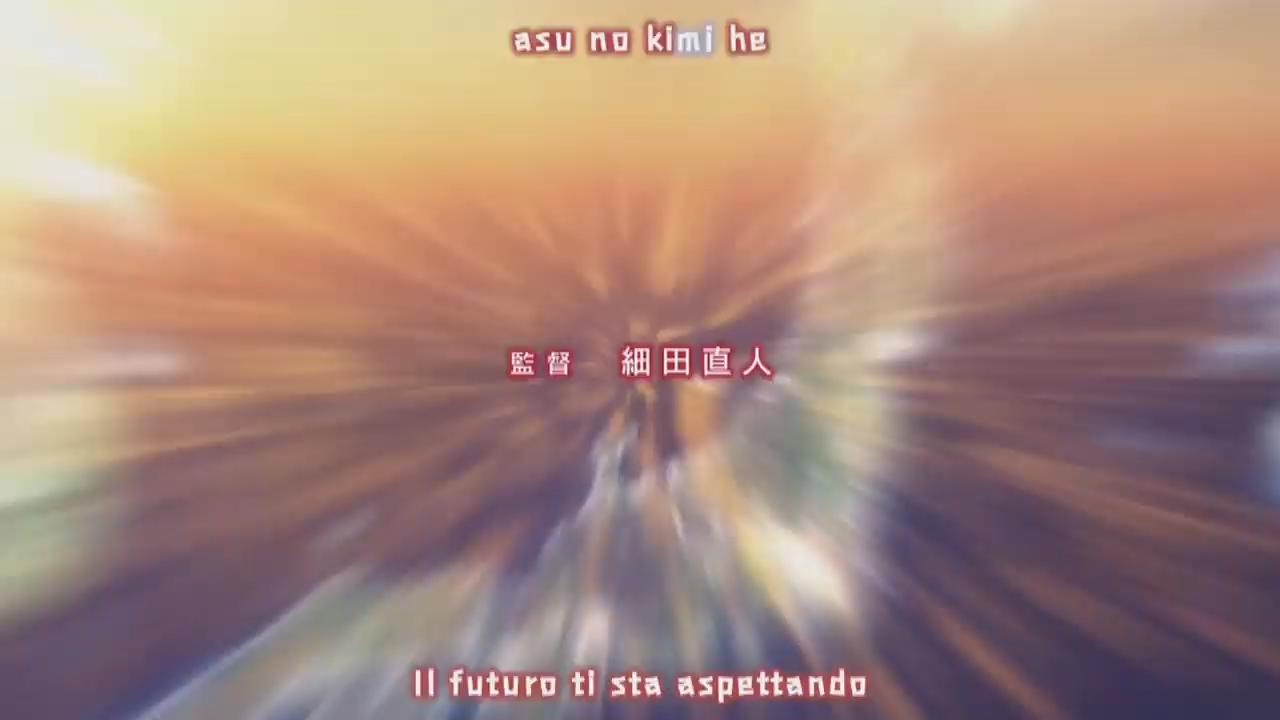 asu no kimi he
監督 細田直人
Il futuro ti sta aspettando